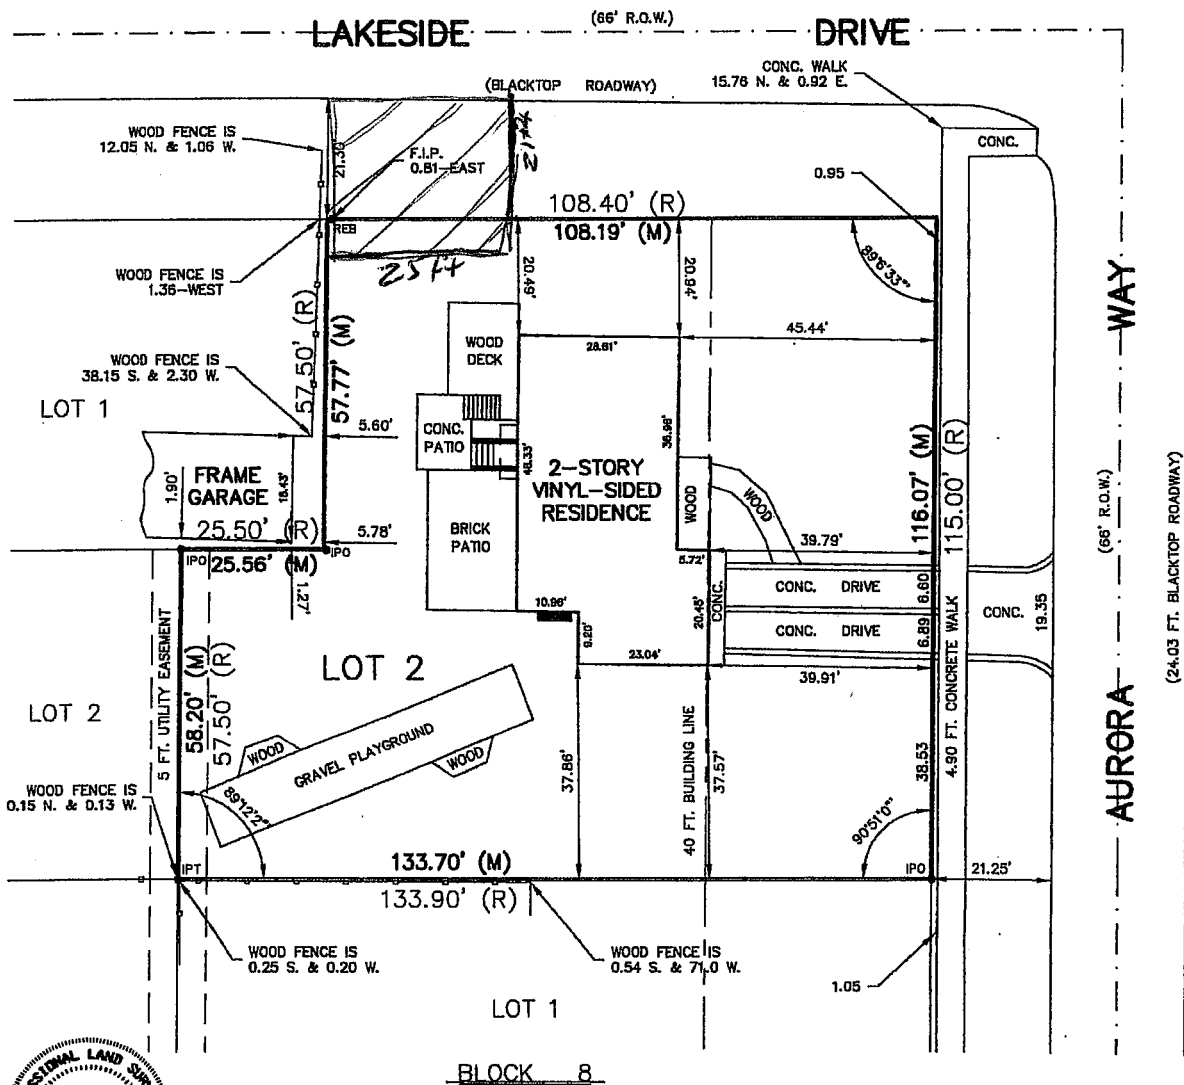 (66' R.O.W.)
LAKESIDE DRIVE
CONC. WALK
15.76 N. & 0.92 E.
(BLACKTOP ROADWAY)
WOOD FENCE IS
12.05 N. & 1.06 W.
21.30
F.I.P.
0.81-EAST
CONC.
0.95
108.40' (R)
108.19' (M)
REB
WOOD FENCE IS
1.36-WEST
25 ft
20.49'
20.94'
89°6'33"
45.44'
28.61'
57.50' (R)
57.77' (M)
WOOD DECK
WOOD FENCE IS
38.15 S. & 2.30 W.
LOT 1
5.60'
CONC.
PATIO
48.33'
36.96'
116.07' (M)
115.00' (R)
WAY
(66' R.O.W.)
(24.03 FT. BLACKTOP ROADWAY)
FRAME
GARAGE
1.90'
18.43'
2-STORY
VINYL-SIDED
RESIDENCE
WOOD
WOOD
25.50' (R)
25.56' (M)
IPO
IPO
5.78'
1.27'
BRICK
PATIO
39.79'
5.72'
CONC. DRIVE
6.60
CONC.
CONC.
19.35
CONC. DRIVE
6.89
10.96'
9.20'
20.45'
23.04'
39.91'
5 FT. UTILITY EASEMENT
58.20' (M)
57.50' (R)
LOT 2
LOT 2
WOOD
GRAVEL PLAYGROUND
WOOD
37.86'
40 FT. BUILDING LINE
37.57'
38.53
4.90 FT. CONCRETE WALK
AURORA
WOOD FENCE IS
0.15 N. & 0.13 W.
89°12'2"
90°51'0"
IPT
133.70' (M)
133.90' (R)
IPO
21.25'
WOOD FENCE IS
0.25 S. & 0.20 W.
WOOD FENCE IS
0.54 S. & 71.0 W.
1.05
LOT 1
BLOCK 8
LAND